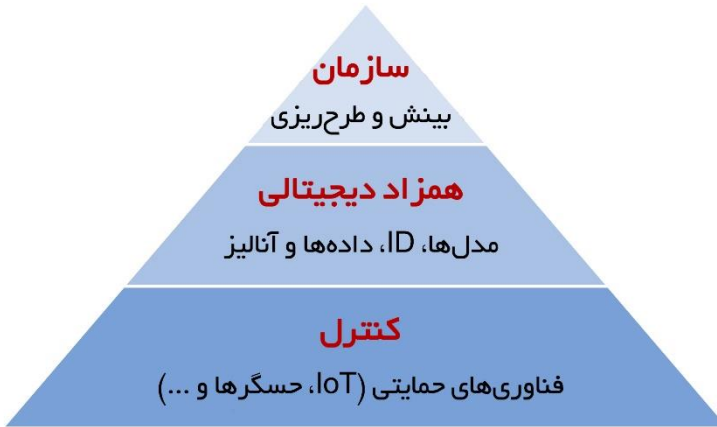 سازمان
بینش و طرح‌ریزی
همزاد دیجیتالی
مدل‌ها، ID، داده‌ها و آنالیز
کنترل
فناوری‌های حمایتی (IoT، حسگرها و ...)